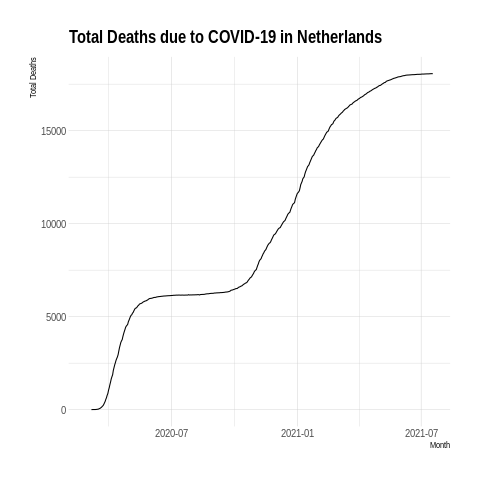 Total Deaths due to COVID-19 in Netherlands
Total Deaths
15000
10000
5000
0
2020-07 2021-01 2021-07
Month